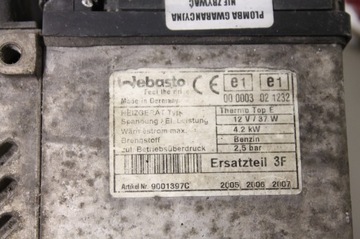 PLOMBA GWARANCYJNA
NIE ZRYWAĆ
Webasto
Feel the drive
Made in Germany
e1 e1
00 0003 02 1232
HEIZGERÄT Type Thermo Top E
Spannung / El. Leistung 12 V / 37 W
Wärmestrom max. 4.2 kW
Brennstoff Benzin
zul. Betriebsüberdruck 2,5 bar
Ersatzteil 3F
Artikel Nr. 9001397C 2005 2006 2007